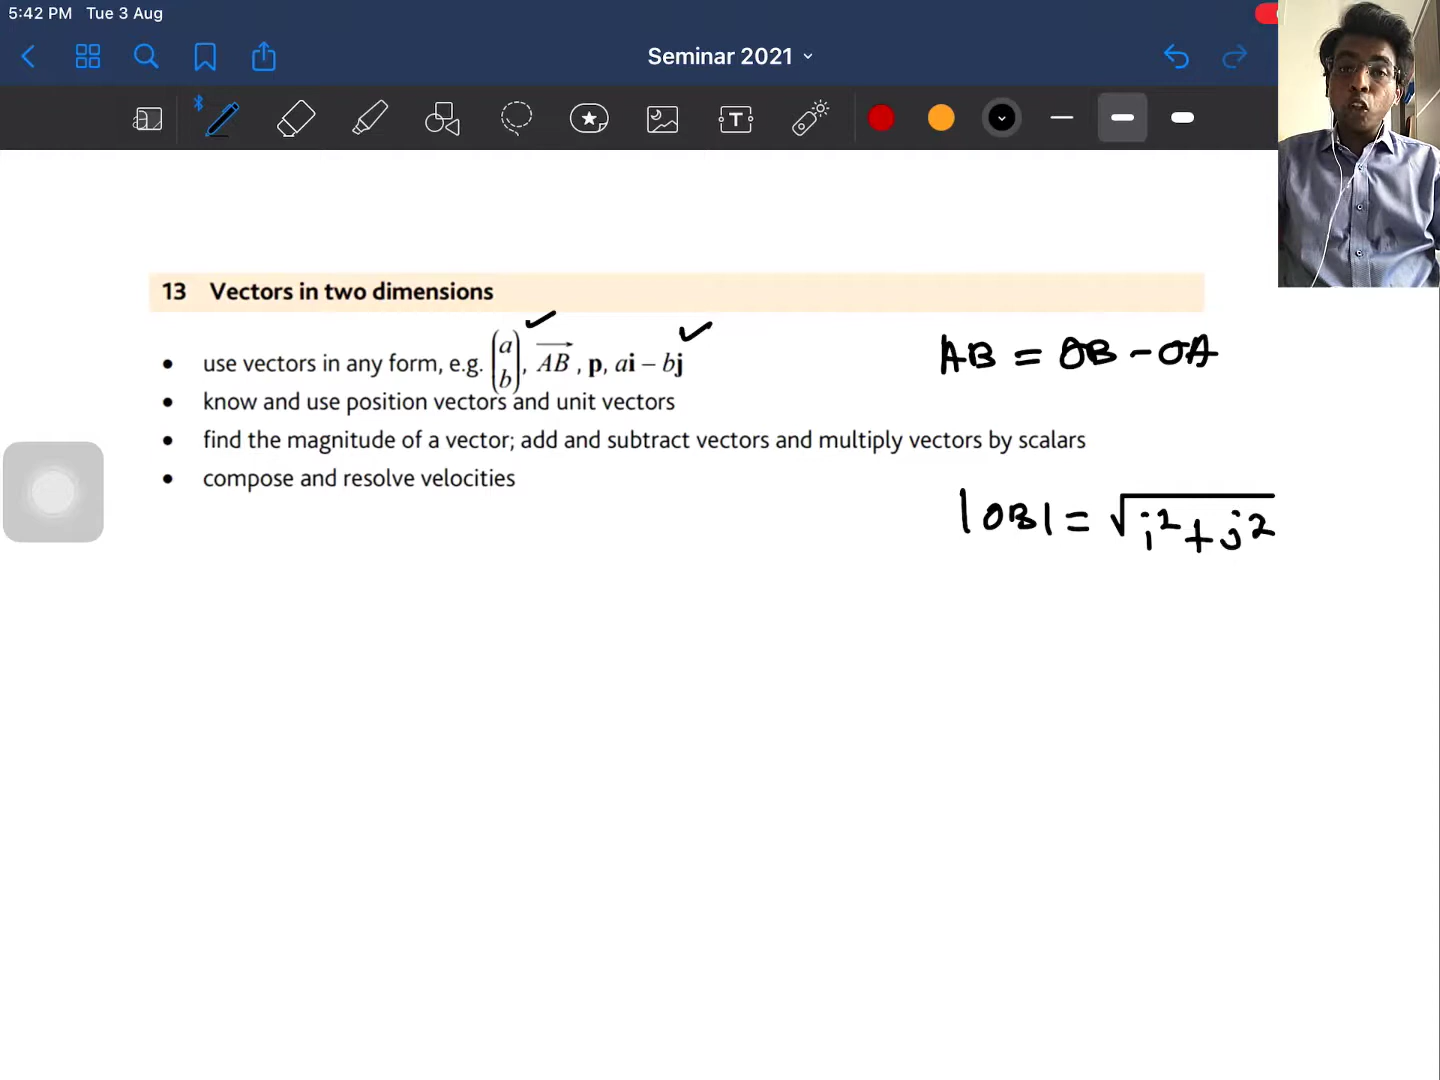 5:42 PM Tue 3 Aug
Seminar 2021
13 Vectors in two dimensions
• use vectors in any form, e.g. (a b), AB→, p, ai – bj
AB = OB - OA
• know and use position vectors and unit vectors
• find the magnitude of a vector; add and subtract vectors and multiply vectors by scalars
• compose and resolve velocities
|OB| = √i²+j²